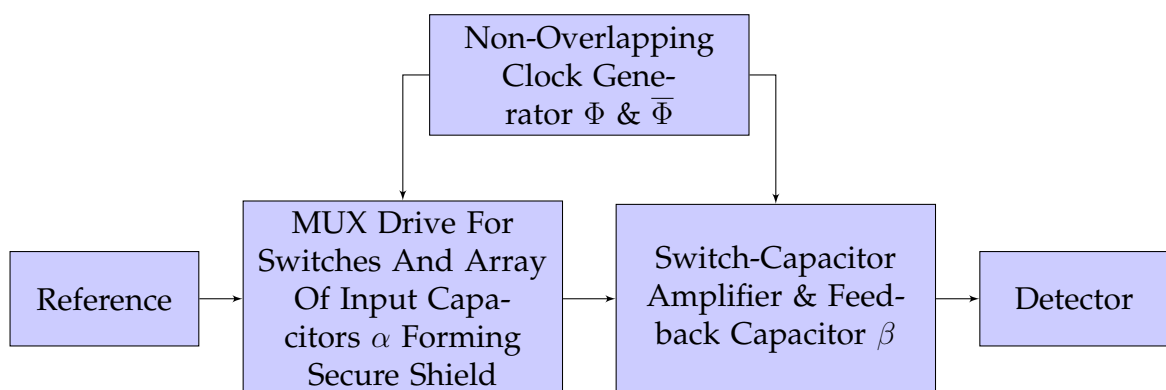 Non-Overlapping
Clock Gene-
rator Φ & Φ̅
MUX Drive For
Switches And Array
Of Input Capa-
citors α Forming
Secure Shield
Switch-Capacitor
Amplifier & Feed-
back Capacitor β
Reference
Detector